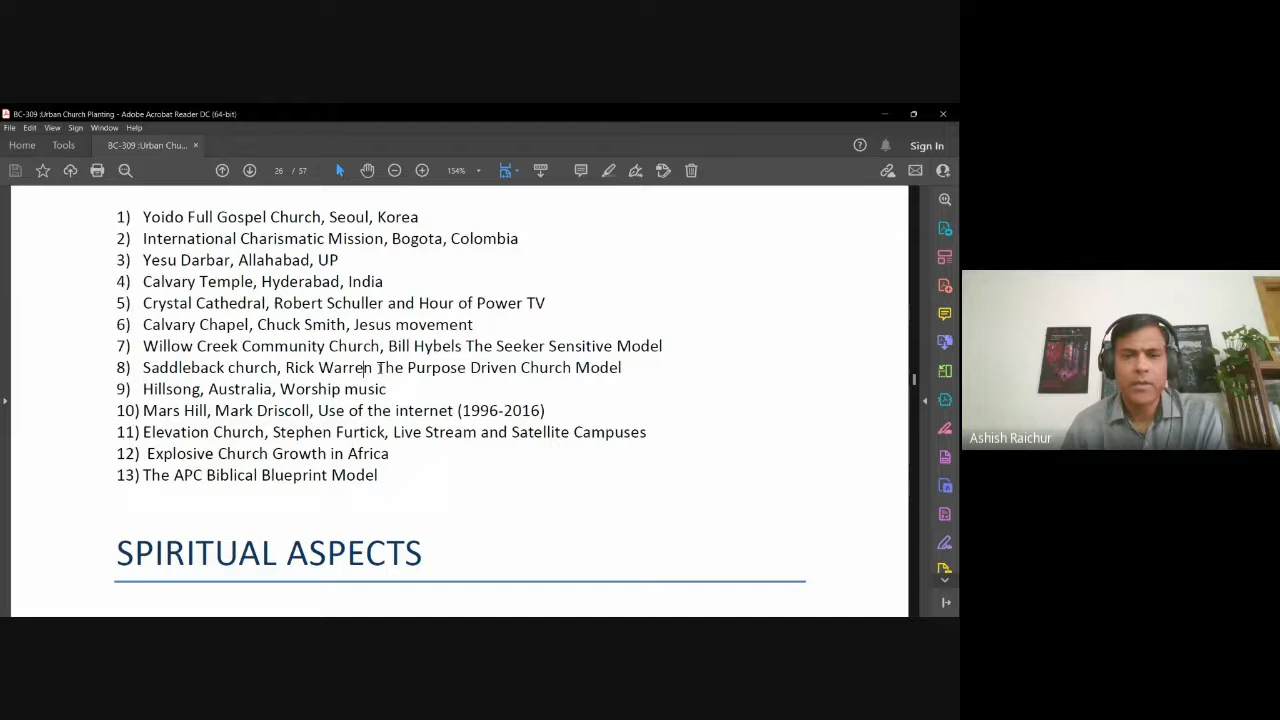 BC-309 :Urban Church Planting - Adobe Acrobat Reader DC (64-bit)
File Edit View Sign Window Help
Home Tools BC-309 :Urban Chu... × Sign In
26 / 57 154%
1) Yoido Full Gospel Church, Seoul, Korea
2) International Charismatic Mission, Bogota, Colombia
3) Yesu Darbar, Allahabad, UP
4) Calvary Temple, Hyderabad, India
5) Crystal Cathedral, Robert Schuller and Hour of Power TV
6) Calvary Chapel, Chuck Smith, Jesus movement
7) Willow Creek Community Church, Bill Hybels The Seeker Sensitive Model
8) Saddleback church, Rick Warren The Purpose Driven Church Model
9) Hillsong, Australia, Worship music
10) Mars Hill, Mark Driscoll, Use of the internet (1996-2016)
11) Elevation Church, Stephen Furtick, Live Stream and Satellite Campuses
12) Explosive Church Growth in Africa
13) The APC Biblical Blueprint Model
SPIRITUAL ASPECTS
Ashish Raichur